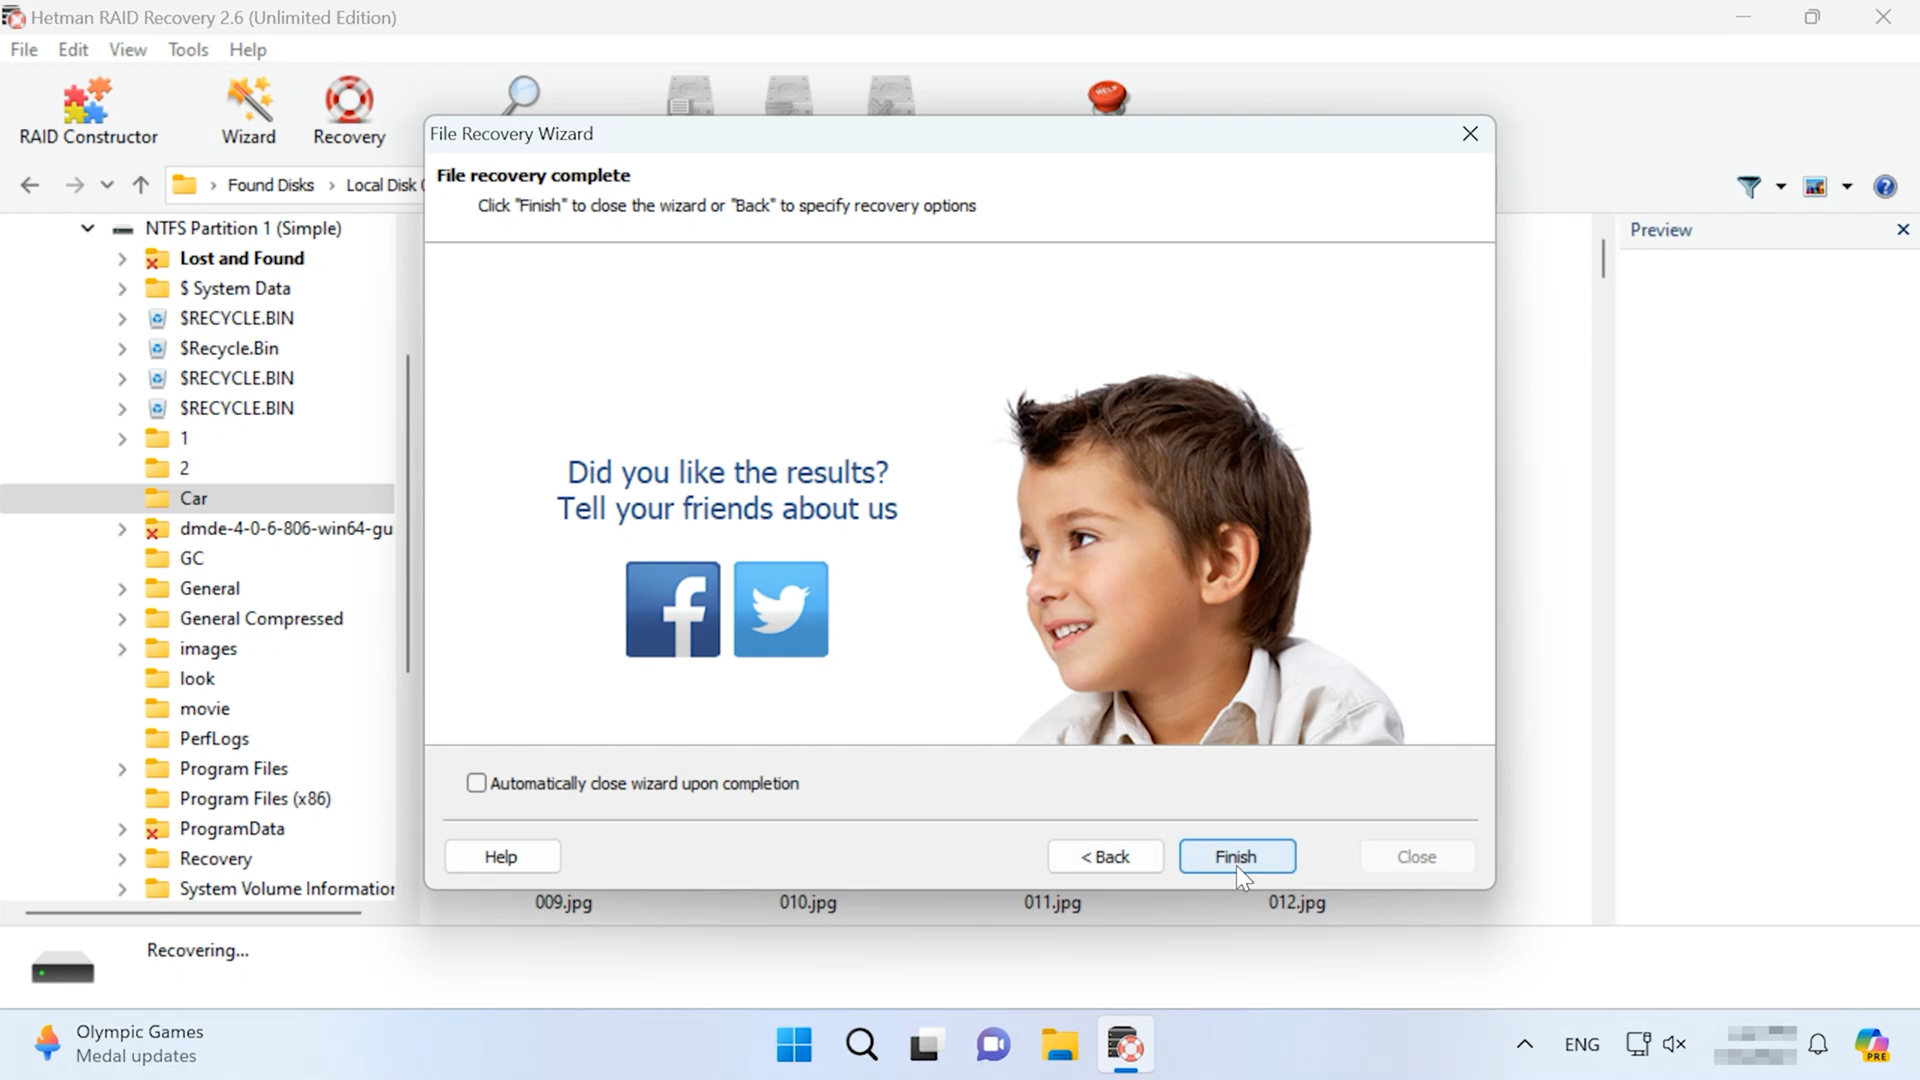 Hetman RAID Recovery 2.6 (Unlimited Edition)
File Edit View Tools Help
RAID Constructor Wizard Recovery
HELP
Found Disks Local Disk
File Recovery Wizard
File recovery complete
Click "Finish" to close the wizard or "Back" to specify recovery options
Preview
NTFS Partition 1 (Simple)
Lost and Found
$ System Data
$RECYCLE.BIN
$Recycle.Bin
$RECYCLE.BIN
$RECYCLE.BIN
1
2
Car
dmde-4-0-6-806-win64-gu
GC
General
General Compressed
images
look
movie
PerfLogs
Program Files
Program Files (x86)
ProgramData
Recovery
System Volume Information
Did you like the results?
Tell your friends about us
Automatically close wizard upon completion
Help < Back Finish Close
009.jpg 010.jpg 011.jpg 012.jpg
Recovering...
Olympic Games
Medal updates
ENG
PRE